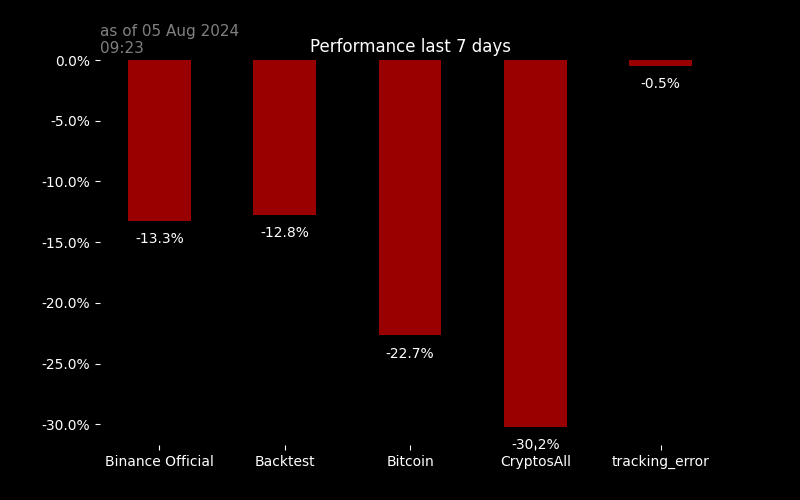 as of 05 Aug 2024
09:23
Performance last 7 days
0.0%
-5.0%
-10.0%
-15.0%
-20.0%
-25.0%
-30.0%
-13.3%
-12.8%
-22.7%
-30.2%
-0.5%
Binance Official
Backtest
Bitcoin
CryptosAll
tracking_error